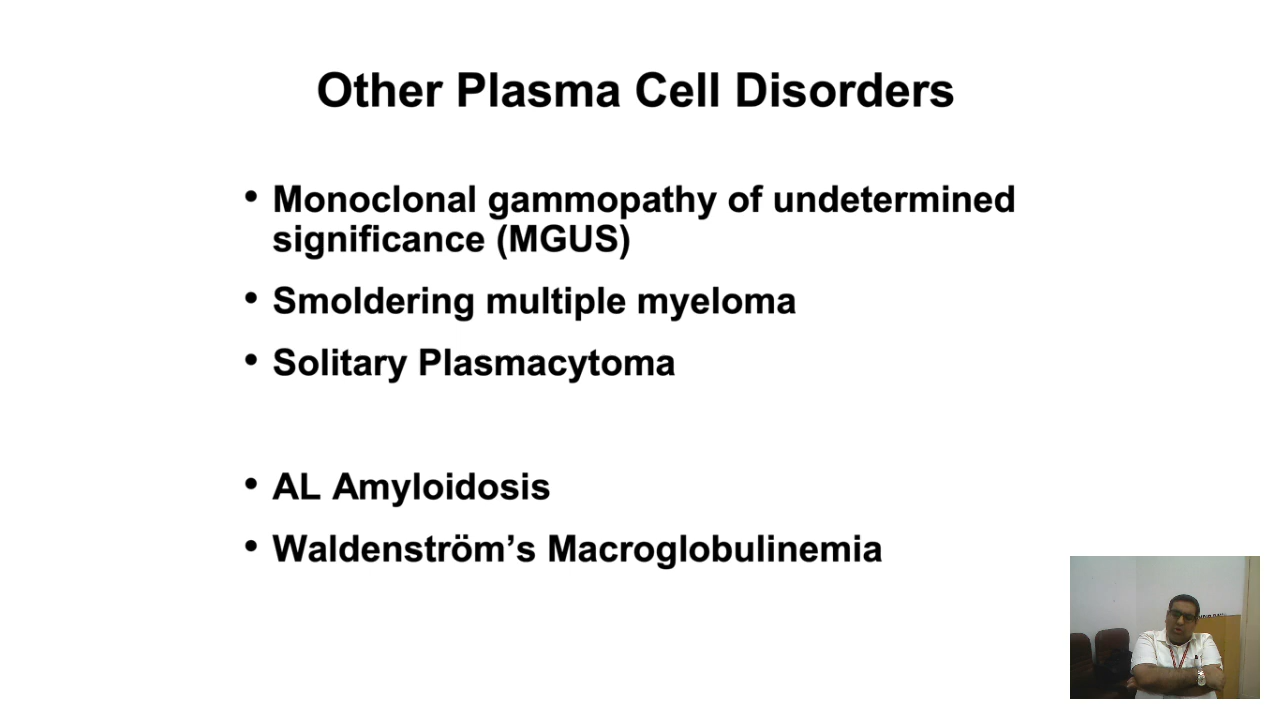 Other Plasma Cell Disorders
• Monoclonal gammopathy of undetermined
significance (MGUS)
• Smoldering multiple myeloma
• Solitary Plasmacytoma
• AL Amyloidosis
• Waldenström’s Macroglobulinemia